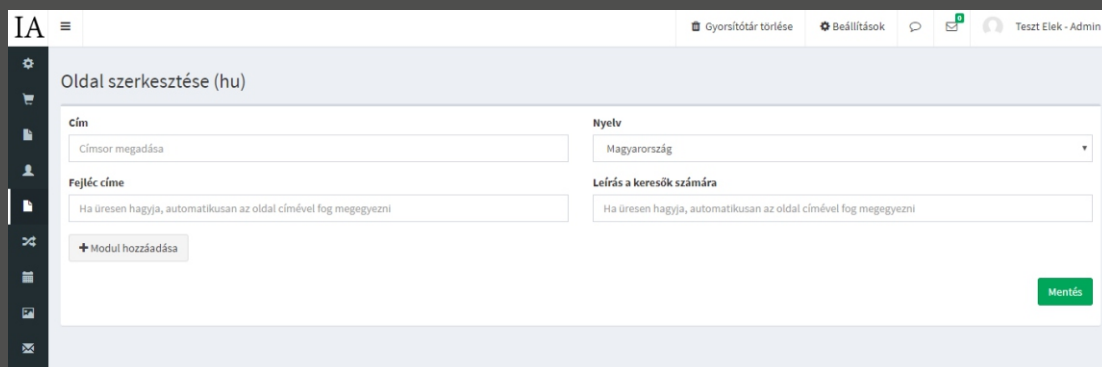 IA
Gyorsítótár törlése
Beállítások
0
Teszt Elek - Admin
Oldal szerkesztése (hu)
Cím
Nyelv
Címsor megadása
Magyarország
Fejléc címe
Leírás a keresők számára
Ha üresen hagyja, automatikusan az oldal címével fog megegyezni
Ha üresen hagyja, automatikusan az oldal címével fog megegyezni
Modul hozzáadása
Mentés